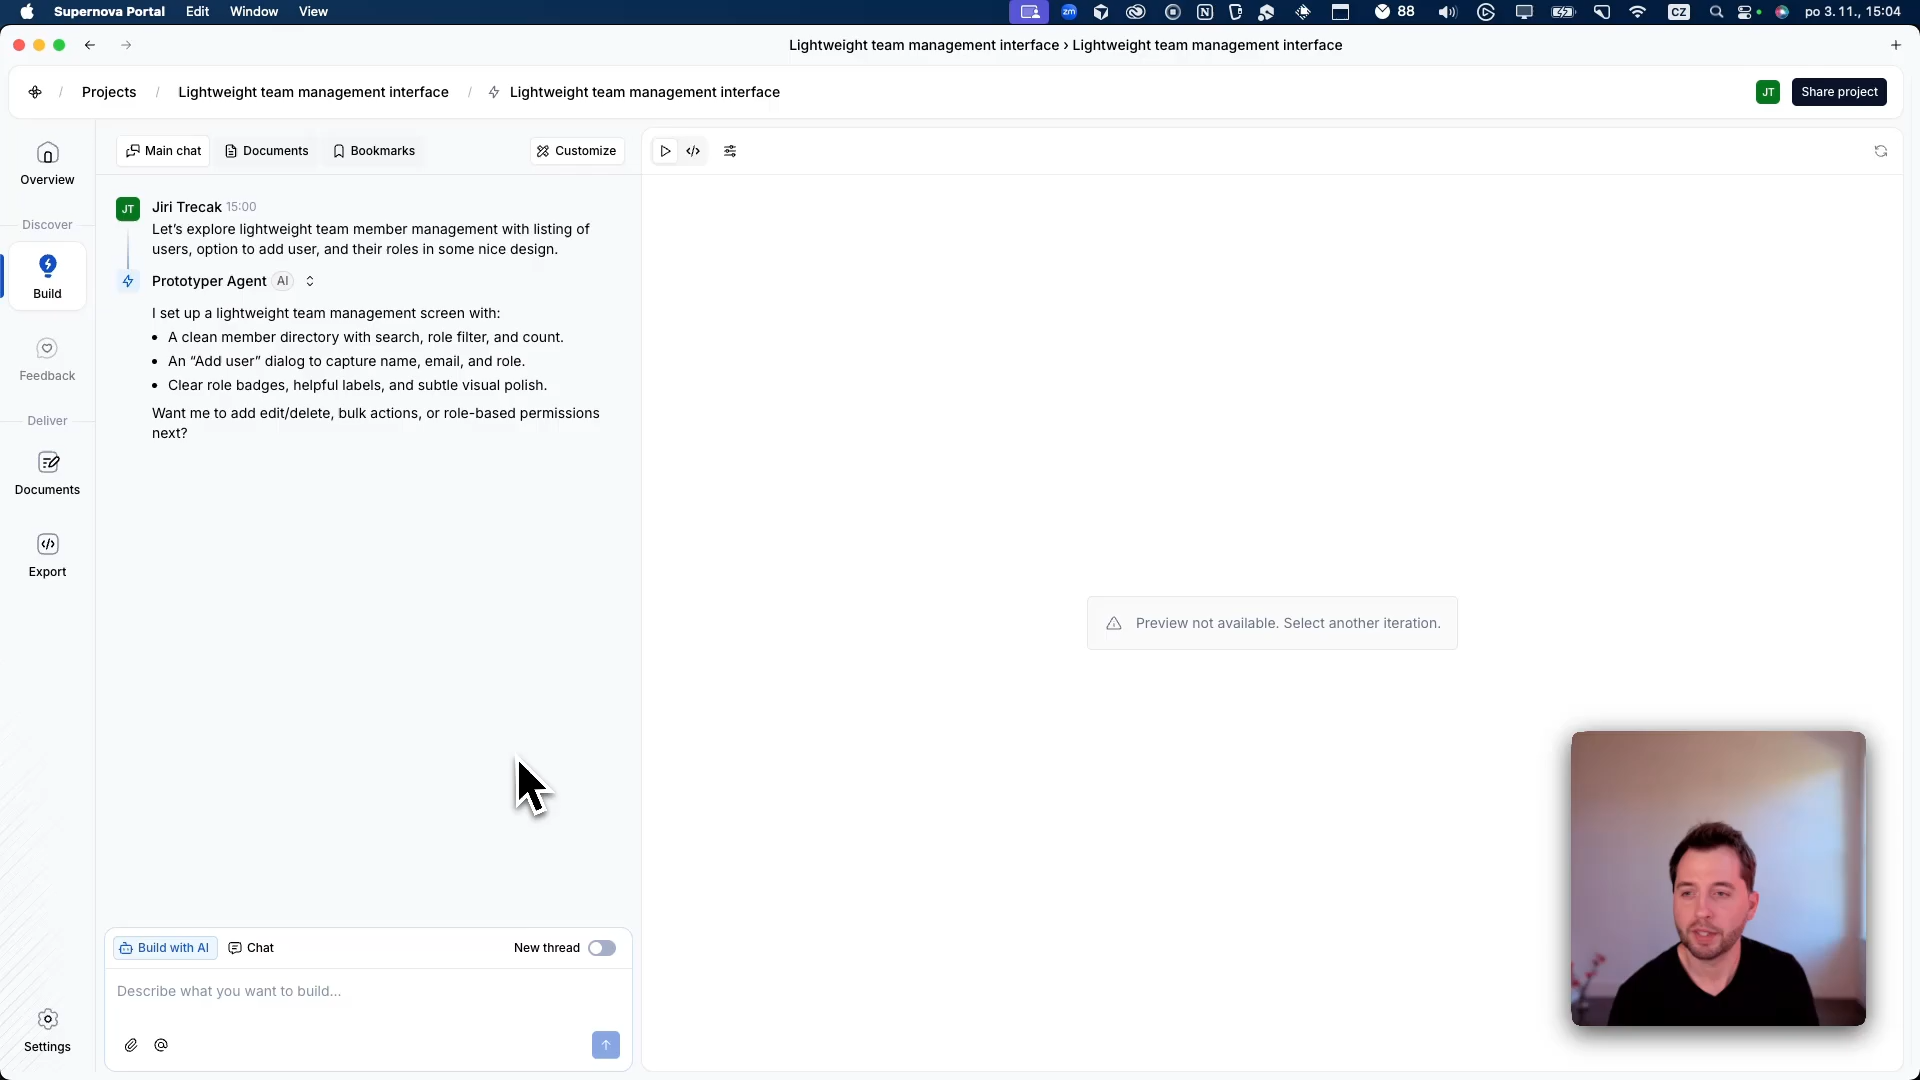 Supernova Portal Edit Window View
zm N 88 CZ po 3. 11., 15:04
Lightweight team management interface › Lightweight team management interface
/ Projects / Lightweight team management interface / Lightweight team management interface
JT Share project
Overview
Discover
Build
Feedback
Deliver
Documents
Export
Settings
Main chat Documents Bookmarks Customize
JT Jiri Trecak 15:00
Let's explore lightweight team member management with listing of
users, option to add user, and their roles in some nice design.
Prototyper Agent AI
I set up a lightweight team management screen with:
• A clean member directory with search, role filter, and count.
• An “Add user” dialog to capture name, email, and role.
• Clear role badges, helpful labels, and subtle visual polish.
Want me to add edit/delete, bulk actions, or role-based permissions
next?
Build with AI Chat New thread
Describe what you want to build...
Preview not available. Select another iteration.